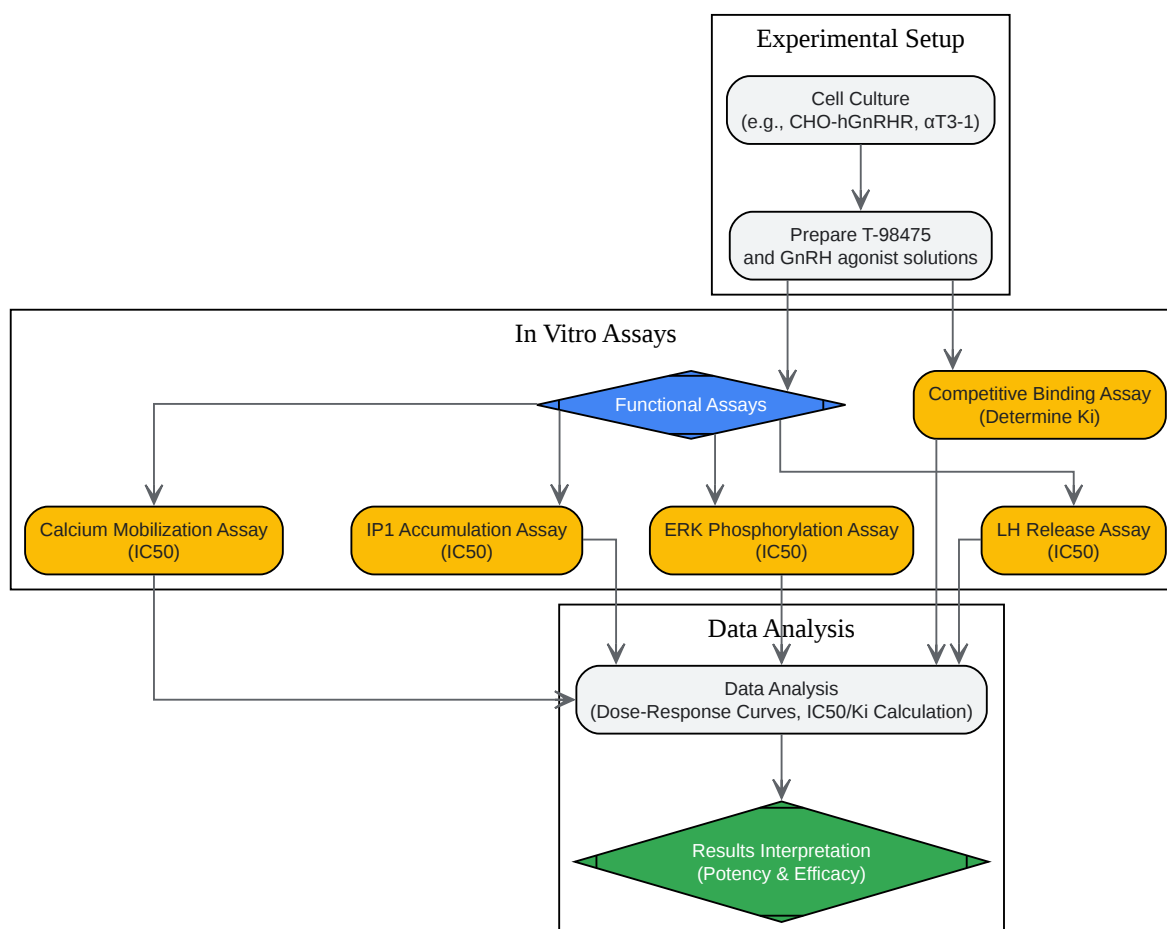 Experimental Setup
Cell Culture
(e.g., CHO-hGnRHR, αT3-1)
Prepare T-98475
and GnRH agonist solutions
In Vitro Assays
Functional Assays
Competitive Binding Assay
(Determine Ki)
Calcium Mobilization Assay
(IC50)
IP1 Accumulation Assay
(IC50)
ERK Phosphorylation Assay
(IC50)
LH Release Assay
(IC50)
Data Analysis
Data Analysis
(Dose-Response Curves, IC50/Ki Calculation)
Results Interpretation
(Potency & Efficacy)